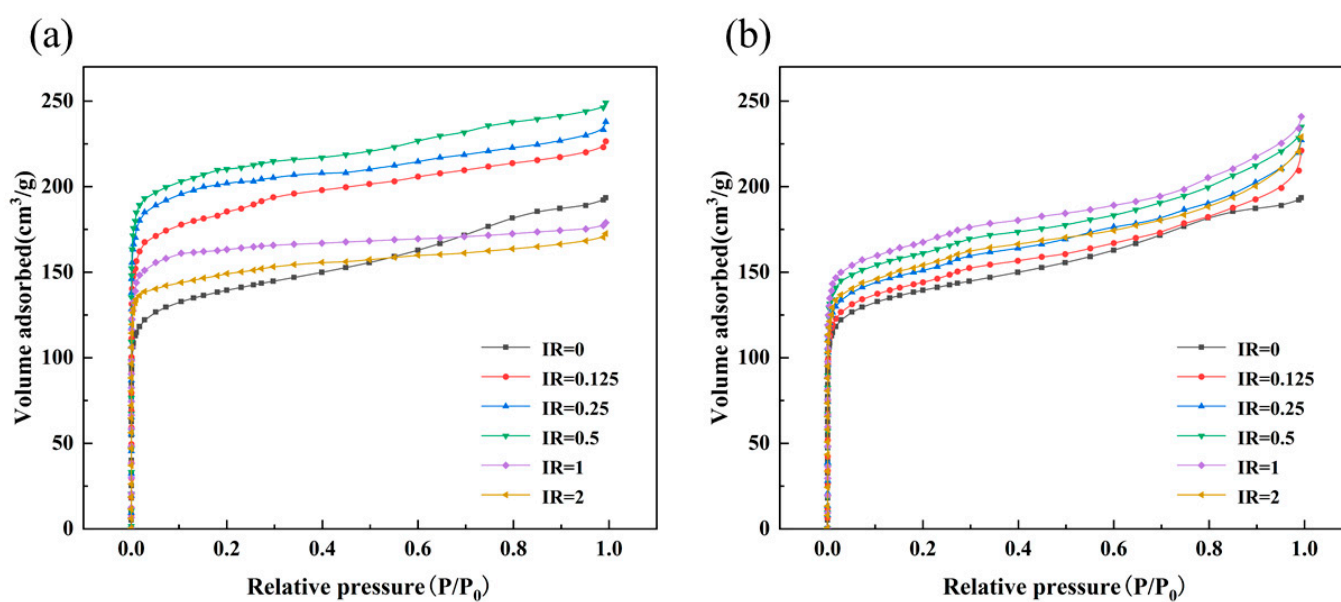 (a)
Volume adsorbed(cm³/g)
250
200
150
100
50
0
0.0 0.2 0.4 0.6 0.8 1.0
Relative pressure(P/P₀)
IR=0
IR=0.125
IR=0.25
IR=0.5
IR=1
IR=2
(b)
Volume adsorbed(cm³/g)
250
200
150
100
50
0
0.0 0.2 0.4 0.6 0.8 1.0
Relative pressure(P/P₀)
IR=0
IR=0.125
IR=0.25
IR=0.5
IR=1
IR=2